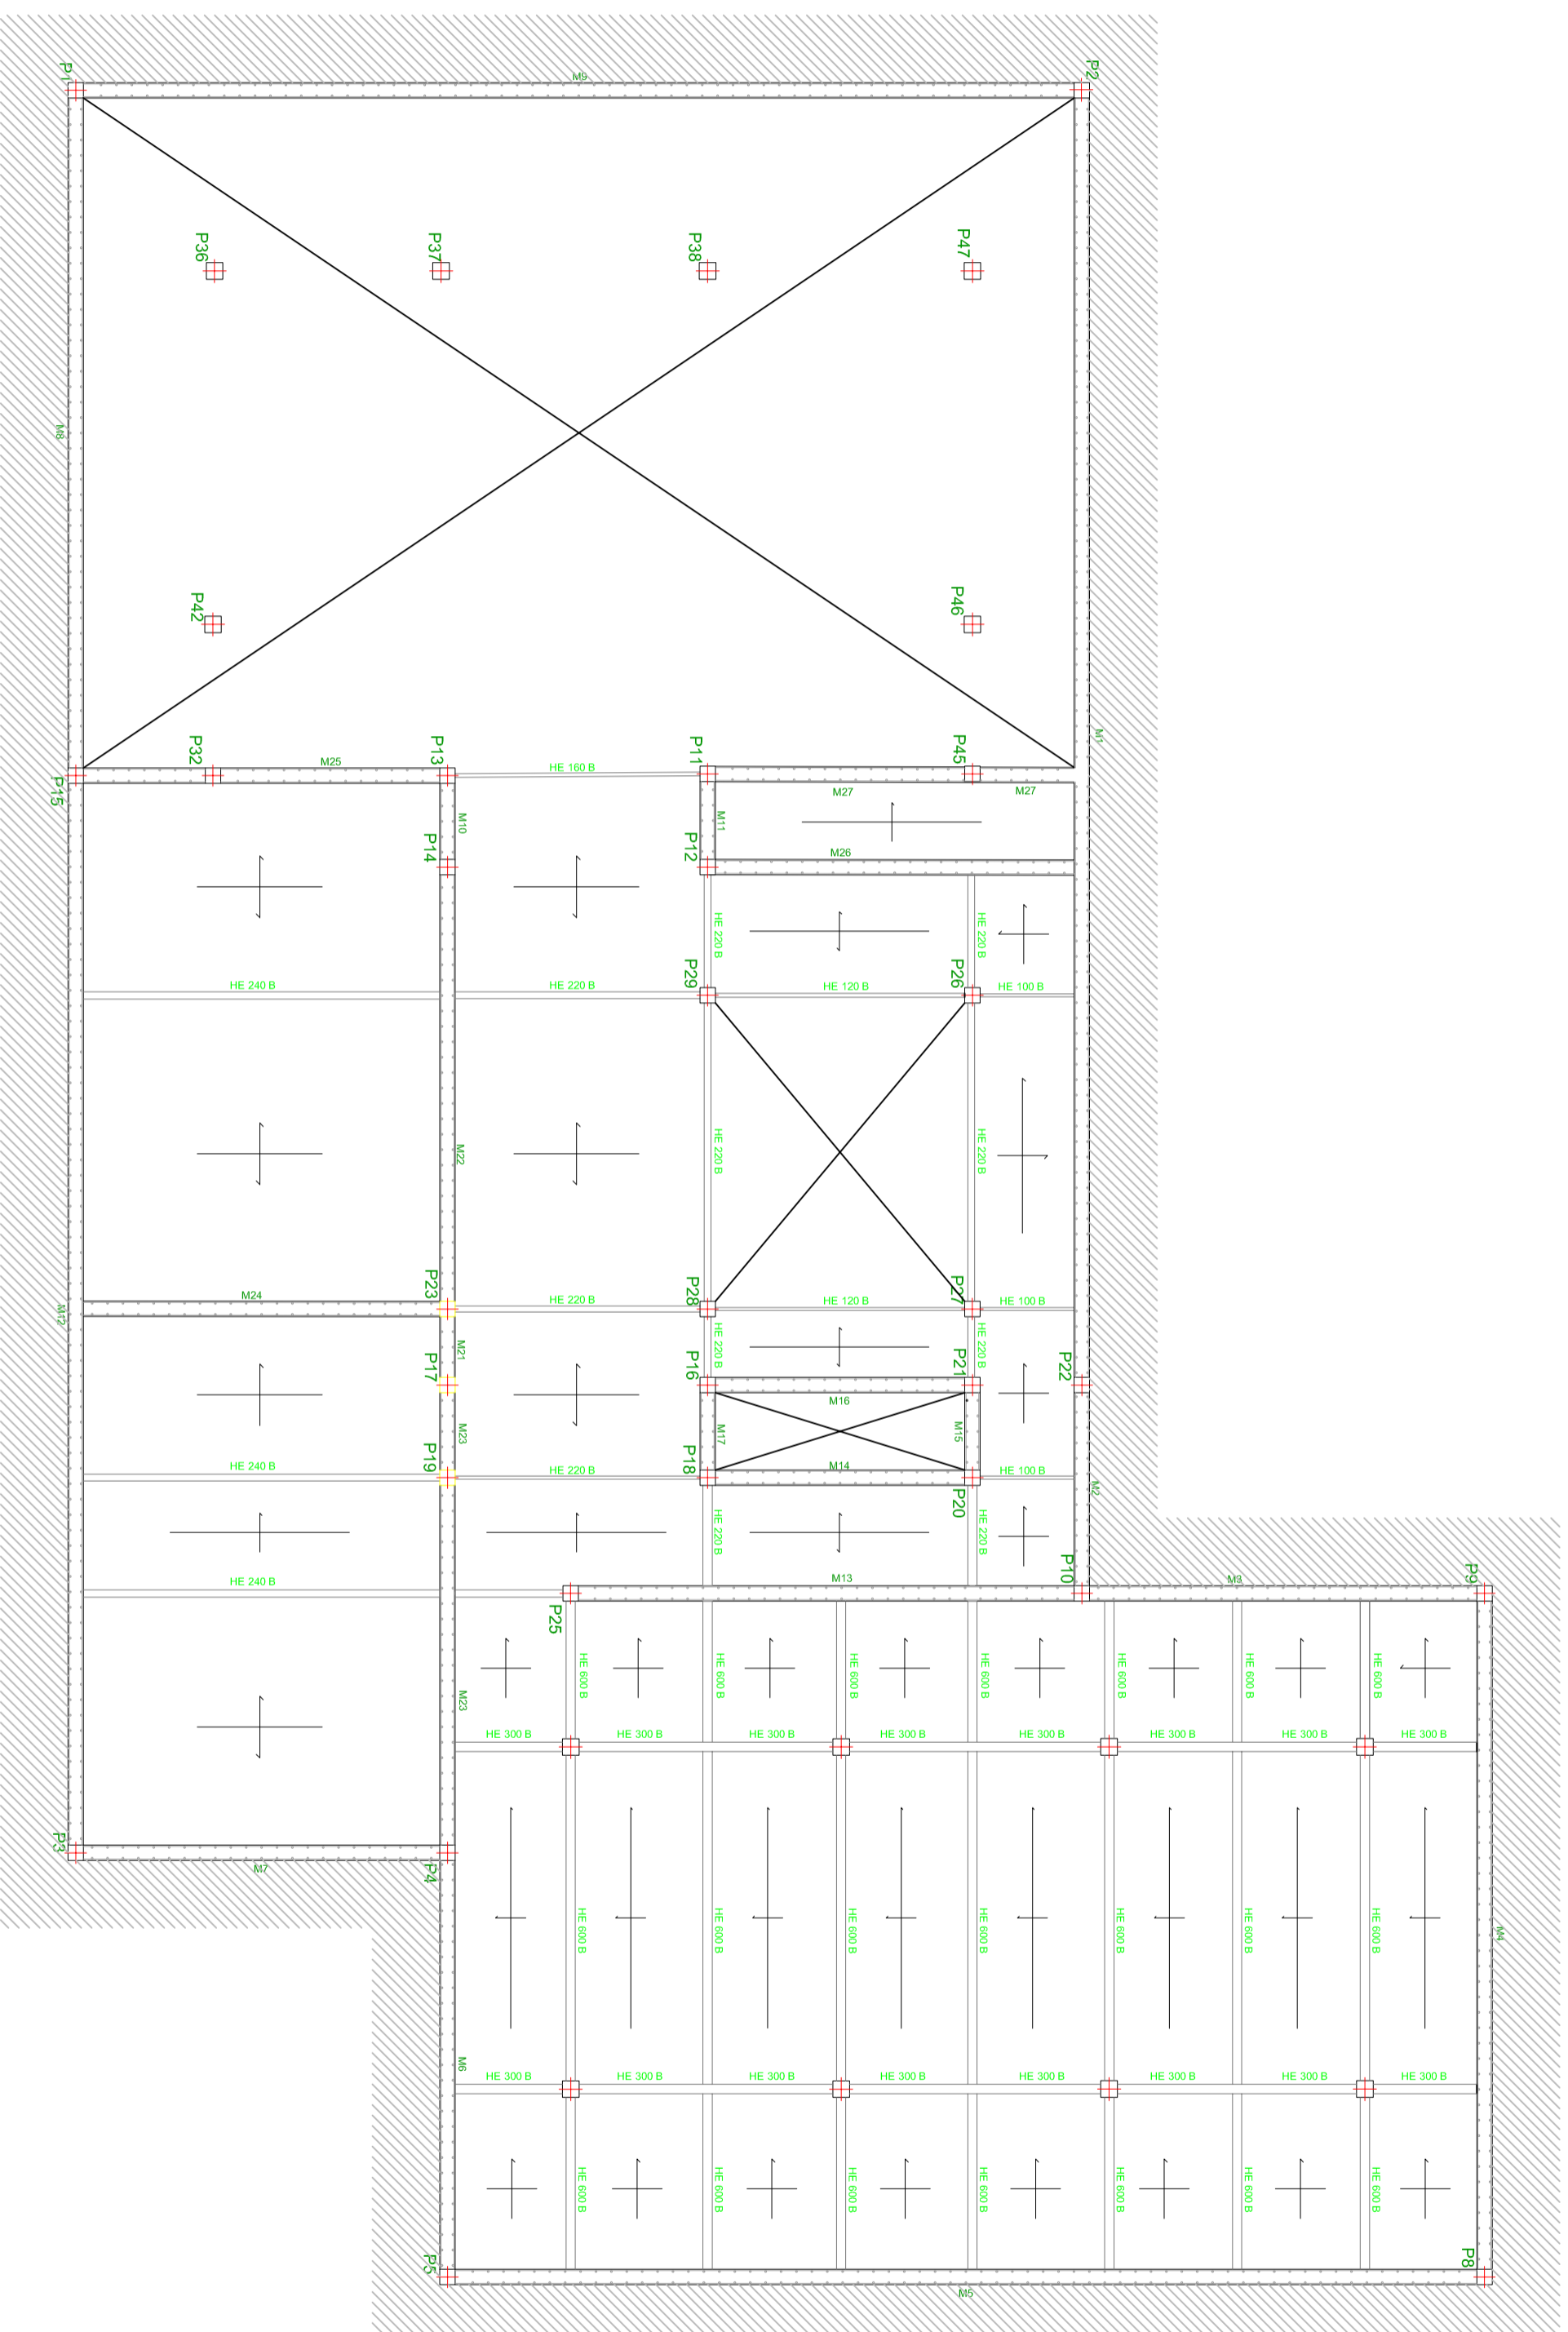 P1
M9
P2
P36
P37
P38
P47
M8
P42
P46
M1
P15
P32
M25
P13
HE 160 B
P11
P45
M27
M27
M10
M11
P14
P12
M26
HE 220 B
HE 220 B
HE 240 B
HE 220 B
P29
HE 120 B
P26
HE 100 B
M22
HE 220 B
HE 220 B
M24
M12
P23
HE 220 B
P28
HE 120 B
P27
HE 100 B
M21
HE 220 B
HE 220 B
P17
P16
P21
P22
M16
M23
M17
M15
HE 240 B
P19
HE 220 B
P18
M14
P20
HE 100 B
M2
HE 220 B
HE 220 B
HE 240 B
P25
M13
P10
M3
P9
HE 600 B
HE 600 B
HE 600 B
HE 600 B
HE 600 B
HE 600 B
HE 600 B
M23
HE 300 B
HE 300 B
HE 300 B
HE 300 B
HE 300 B
HE 300 B
HE 300 B
HE 300 B
P3
M7
P4
HE 600 B
HE 600 B
HE 600 B
HE 600 B
HE 600 B
HE 600 B
HE 600 B
M4
M6
HE 300 B
HE 300 B
HE 300 B
HE 300 B
HE 300 B
HE 300 B
HE 300 B
HE 300 B
HE 600 B
HE 600 B
HE 600 B
HE 600 B
HE 600 B
HE 600 B
HE 600 B
P5
M5
P8